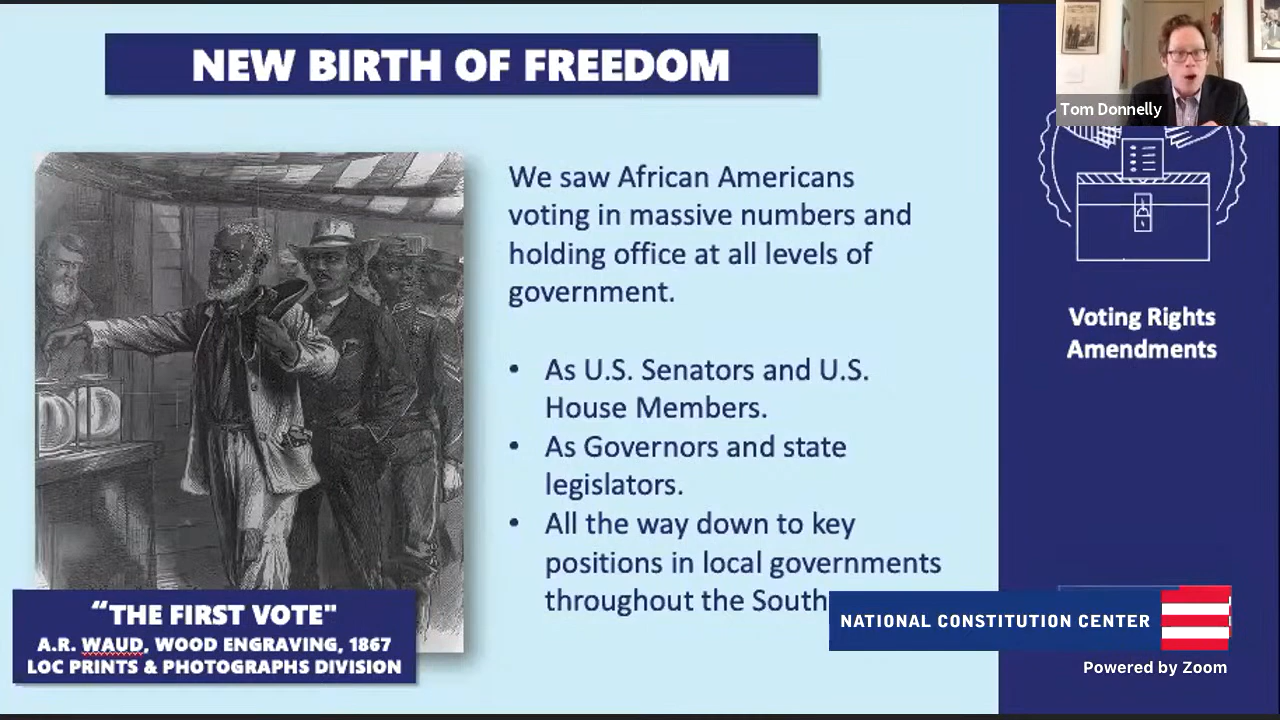 NEW BIRTH OF FREEDOM
Tom Donnelly
We saw African Americans
voting in massive numbers and
holding office at all levels of
government.
• As U.S. Senators and U.S.
House Members.
• As Governors and state
legislators.
• All the way down to key
positions in local governments
throughout the South
Voting Rights
Amendments
“THE FIRST VOTE"
A.R. WAUD, WOOD ENGRAVING, 1867
LOC PRINTS & PHOTOGRAPHS DIVISION
NATIONAL CONSTITUTION CENTER
Powered by Zoom